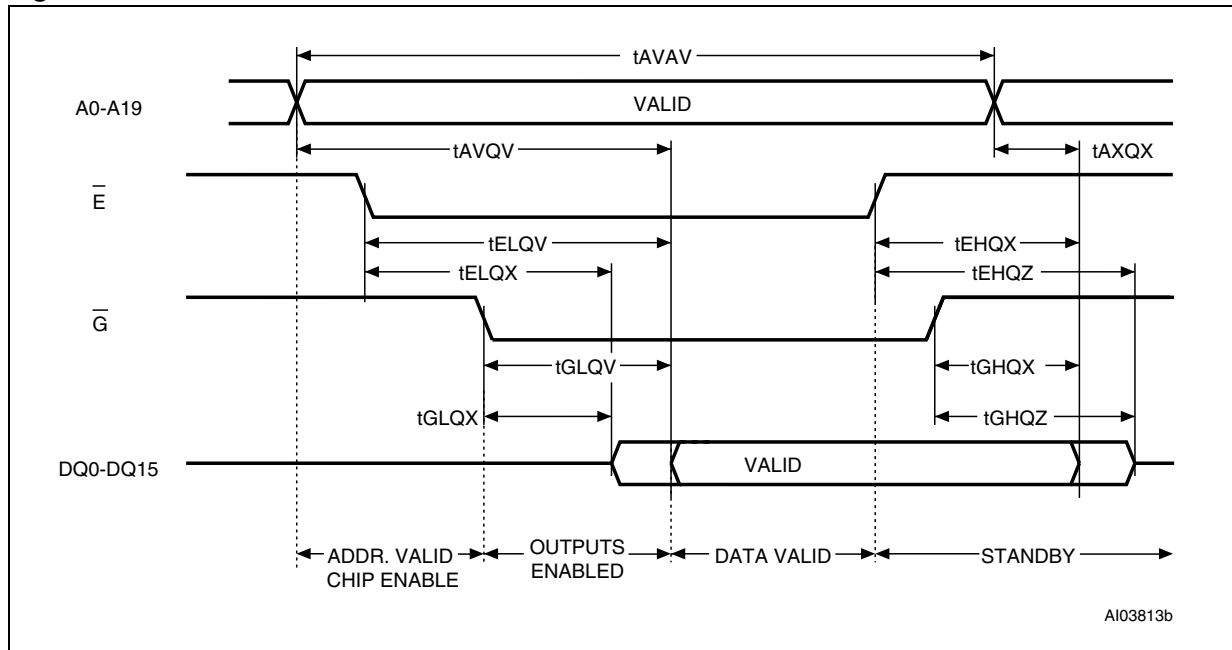 tAVAV
A0-A19
VALID
tAVQV
tAXQX
E
tELQV
tEHQX
tELQX
tEHQZ
G
tGLQV
tGHQX
tGLQX
tGHQZ
DQ0-DQ15
VALID
ADDR. VALID
CHIP ENABLE
OUTPUTS
ENABLED
DATA VALID
STANDBY
AI03813b